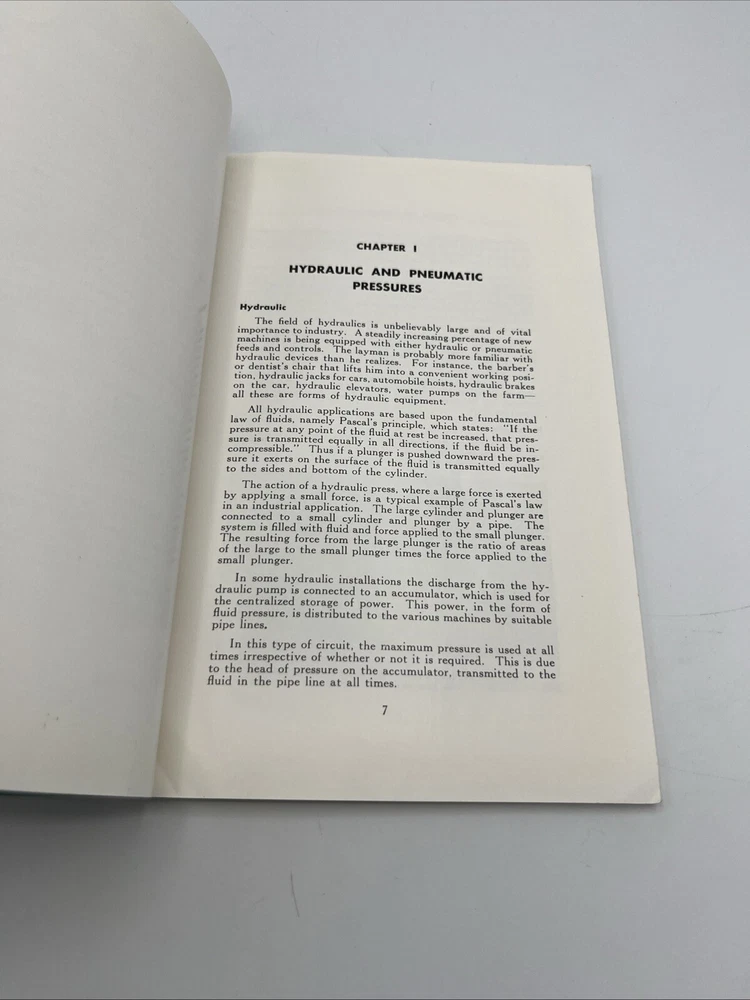 CHAPTER I
HYDRAULIC AND PNEUMATIC
PRESSURES
Hydraulic
The field of hydraulics is unbelievably large and of vital
importance to industry. A steadily increasing percentage of new
machines is being equipped with either hydraulic or pneumatic
feeds and controls. The layman is probably more familiar with
hydraulic devices than he realizes. For instance, the barber's
or dentist's chair that lifts him into a convenient working posi-
tion, hydraulic jacks for cars, automobile hoists, hydraulic brakes
on the car, hydraulic elevators, water pumps on the farm—
all these are forms of hydraulic equipment.
All hydraulic applications are based upon the fundamental
law of fluids, namely Pascal's principle, which states: "If the
pressure at any point of the fluid at rest be increased, that pres-
sure is transmitted equally in all directions, if the fluid be in-
compressible." Thus if a plunger is pushed downward the pres-
sure it exerts on the surface of the fluid is transmitted equally
to the sides and bottom of the cylinder.
The action of a hydraulic press, where a large force is exerted
by applying a small force, is a typical example of Pascal's law
in an industrial application. The large cylinder and plunger are
connected to a small cylinder and plunger by a pipe. The
system is filled with fluid and force applied to the small plunger.
The resulting force from the large plunger is the ratio of areas
of the large to the small plunger times the force applied to the
small plunger.
In some hydraulic installations the discharge from the hy-
draulic pump is connected to an accumulator, which is used for
the centralized storage of power. This power, in the form of
fluid pressure, is distributed to the various machines by suitable
pipe lines.
In this type of circuit, the maximum pressure is used at all
times irrespective of whether or not it is required. This is due
to the head of pressure on the accumulator, transmitted to the
fluid in the pipe line at all times.
7